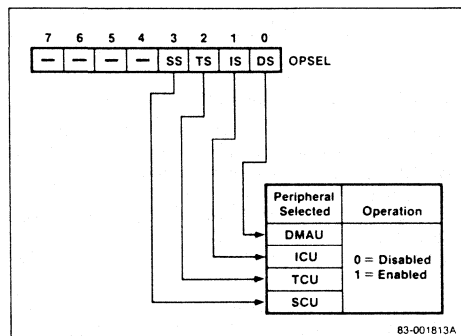 7 6 5 4 3 2 1 0
— — — — SS TS IS DS OPSEL
Peripheral Selected Operation
DMAU
ICU
TCU
SCU
0 = Disabled
1 = Enabled
83-001813A